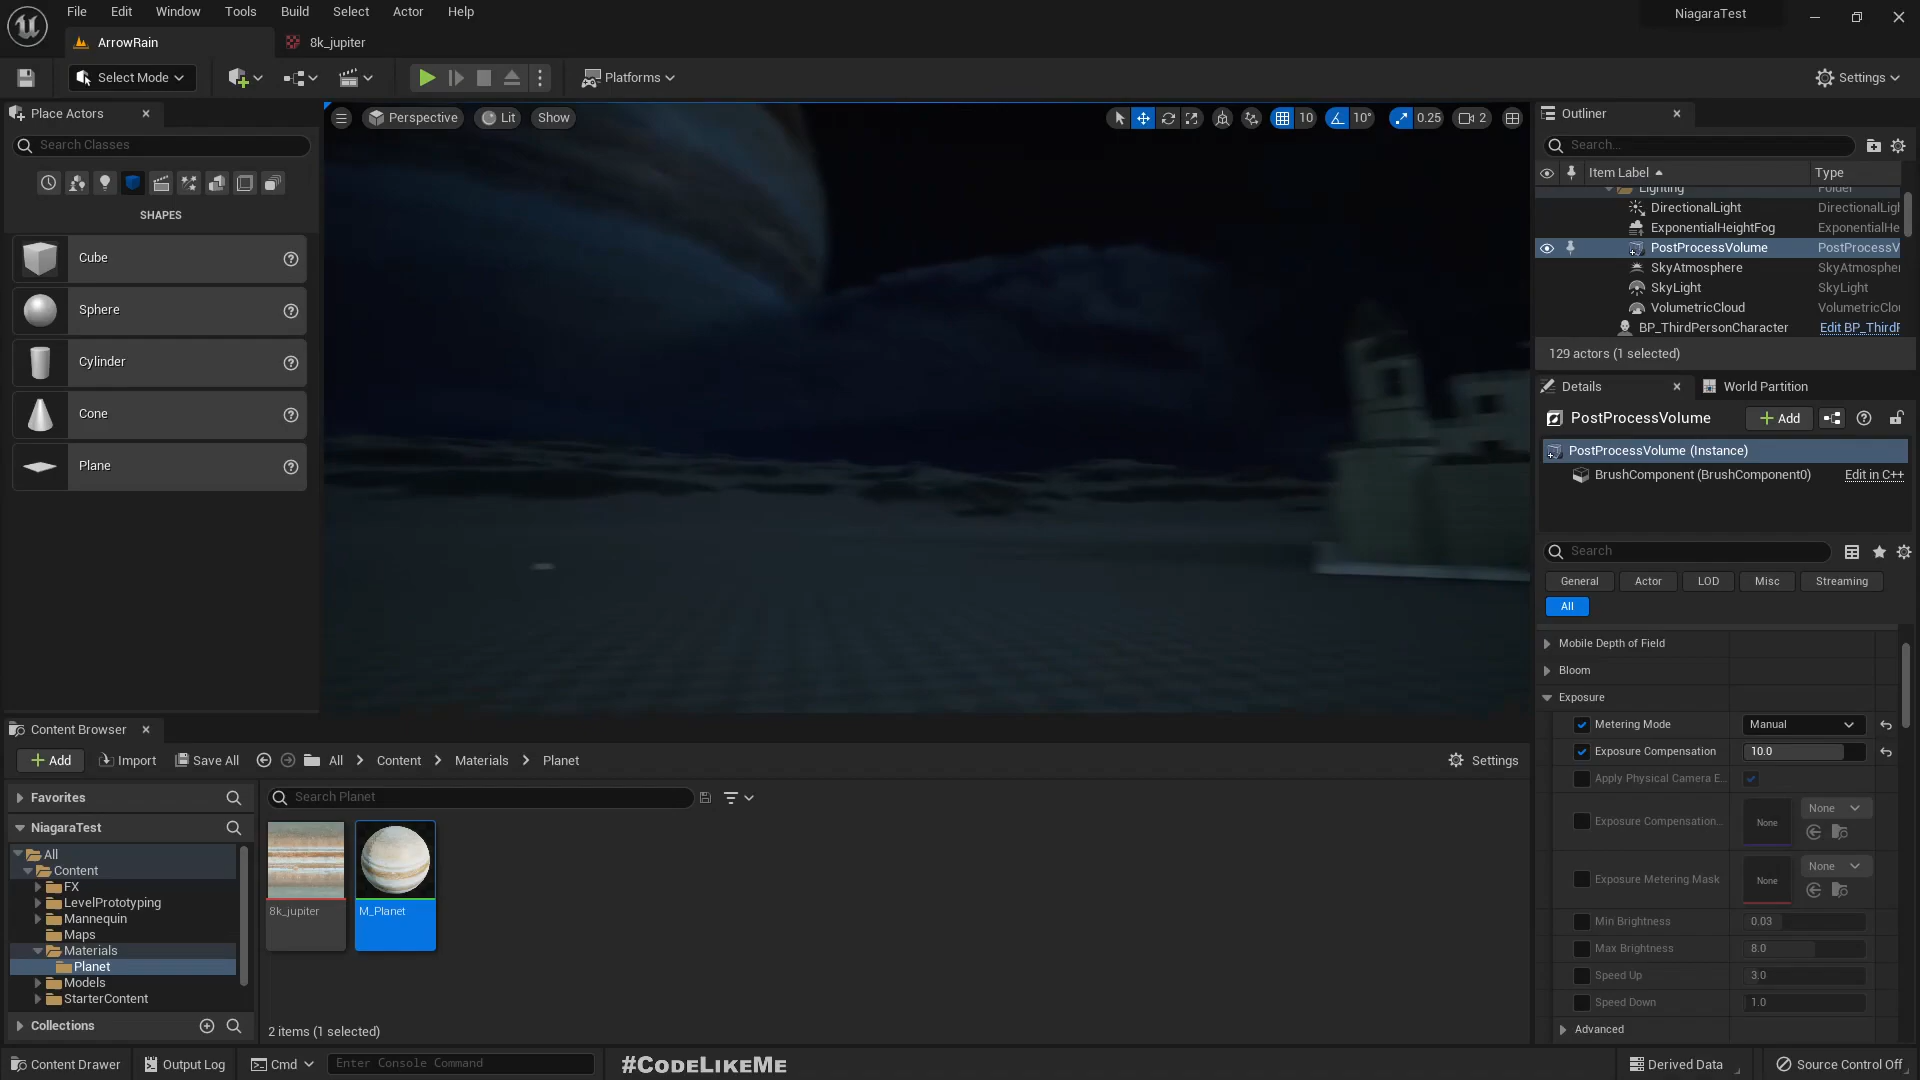 File Edit Window Tools Build Select Actor Help
NiagaraTest
ArrowRain
8k_jupiter
Select Mode
Platforms
Settings
Place Actors
Search Classes
SHAPES
Cube
Sphere
Cylinder
Cone
Plane
Perspective
Lit
Show
10
10°
0.25
2
Outliner
Search...
Item Label
Type
Lighting
Folder
DirectionalLight
DirectionalLigh
ExponentialHeightFog
ExponentialHe
PostProcessVolume
PostProcessV
SkyAtmosphere
SkyAtmospher
SkyLight
SkyLight
VolumetricCloud
VolumetricClou
BP_ThirdPersonCharacter
Edit BP_ThirdP
129 actors (1 selected)
Details
World Partition
PostProcessVolume
Add
PostProcessVolume (Instance)
BrushComponent (BrushComponent0)
Edit in C++
Search
General
Actor
LOD
Misc
Streaming
All
Mobile Depth of Field
Bloom
Exposure
Metering Mode
Manual
Exposure Compensation
10.0
Apply Physical Camera E...
Exposure Compensation...
None
None
Exposure Metering Mask
None
None
Min Brightness
0.03
Max Brightness
8.0
Speed Up
3.0
Speed Down
1.0
Advanced
Content Browser
Add
Import
Save All
All
Content
Materials
Planet
Settings
Favorites
Search Planet
NiagaraTest
All
Content
FX
LevelPrototyping
Mannequin
Maps
Materials
Planet
Models
StarterContent
Collections
8k_jupiter
M_Planet
2 items (1 selected)
Content Drawer
Output Log
Cmd
Enter Console Command
#CodeLikeMe
Derived Data
Source Control Off